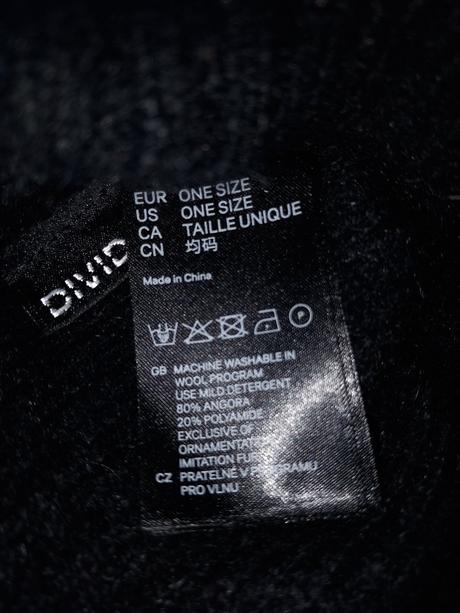 EUR ONE SIZE
US ONE SIZE
CA TAILLE UNIQUE
CN 均码
DIVID
Made in China
P
GB MACHINE WASHABLE IN
WOOL PROGRAM
USE MILD DETERGENT
80% ANGORA
20% POLYAMIDE
EXCLUSIVE OF
ORNAMENTAT
IMITATION FUR
CZ PRATELNÉ V PROGRAMU
PRO VLNU